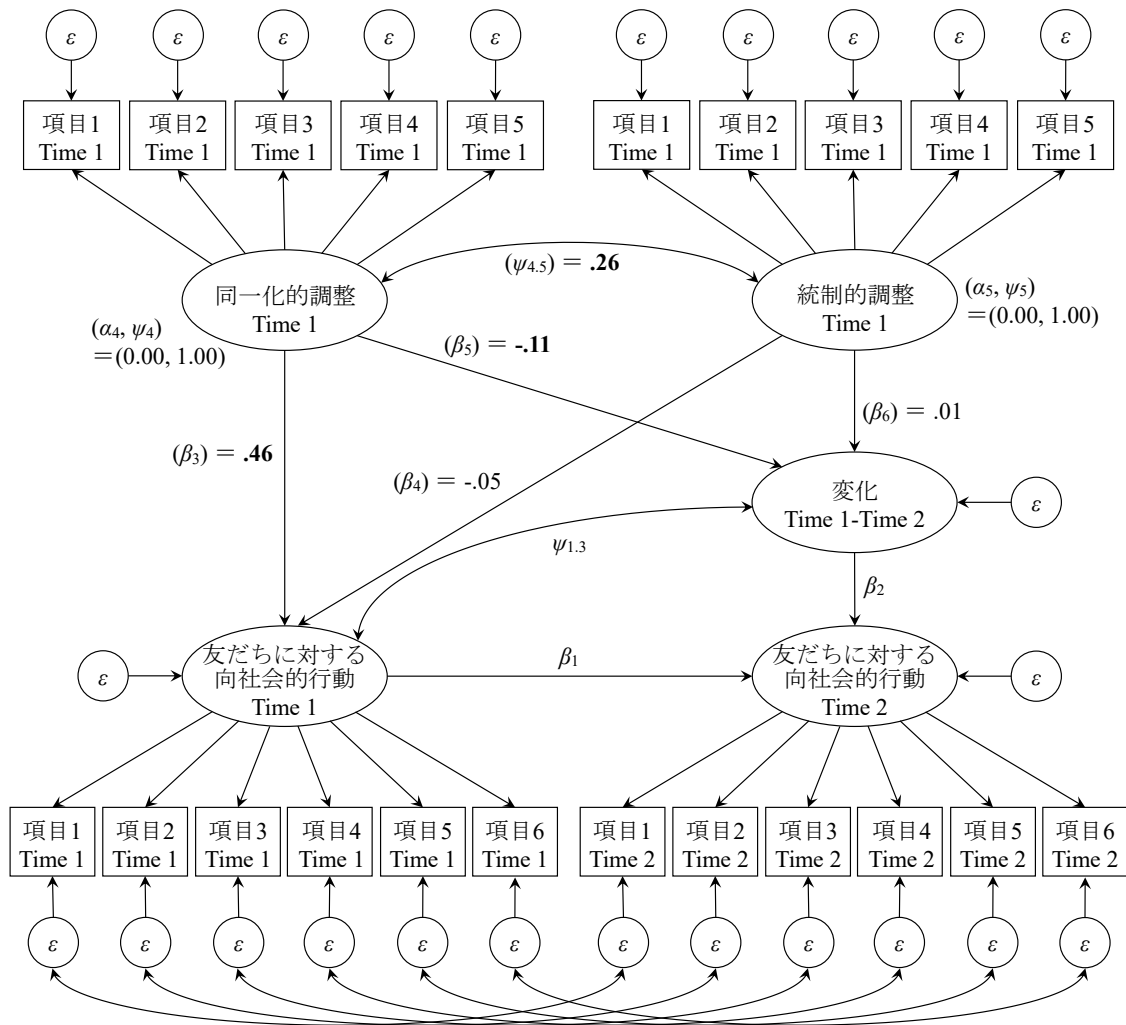 ε ε ε ε ε ε ε ε ε ε
項目1 項目2 項目3 項目4 項目5 項目1 項目2 項目3 項目4 項目5
Time 1 Time 1 Time 1 Time 1 Time 1 Time 1 Time 1 Time 1 Time 1 Time 1
(ψ4.5) = .26
同一化的調整
Time 1
統制的調整
Time 1
(α4, ψ4)
=(0.00, 1.00)
(α5, ψ5)
=(0.00, 1.00)
(β5) = -.11
(β6) = .01
(β3) = .46
(β4) = -.05
変化
Time 1-Time 2
ε
ψ1.3
β2
ε
友だちに対する
向社会的行動
Time 1
β1
友だちに対する
向社会的行動
Time 2
ε
項目1 項目2 項目3 項目4 項目5 項目6 項目1 項目2 項目3 項目4 項目5 項目6
Time 1 Time 1 Time 1 Time 1 Time 1 Time 1 Time 2 Time 2 Time 2 Time 2 Time 2 Time 2
ε ε ε ε ε ε ε ε ε ε ε ε